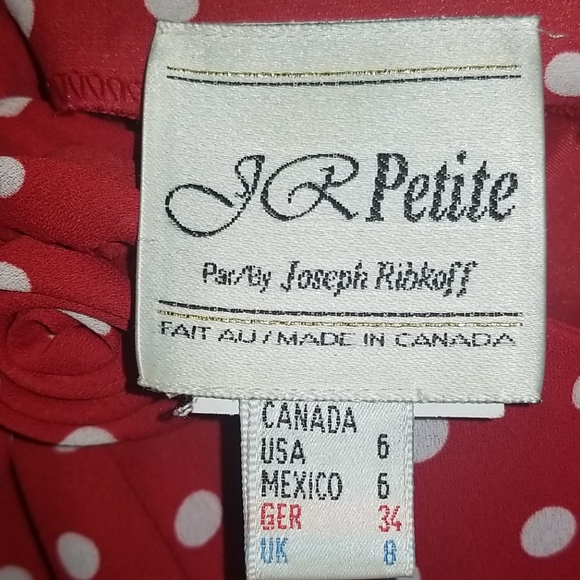 JR Petite
Par/By Joseph Ribkoff
FAIT AU/MADE IN CANADA
CANADA
USA 6
MEXICO 6
GER 34
UK 8